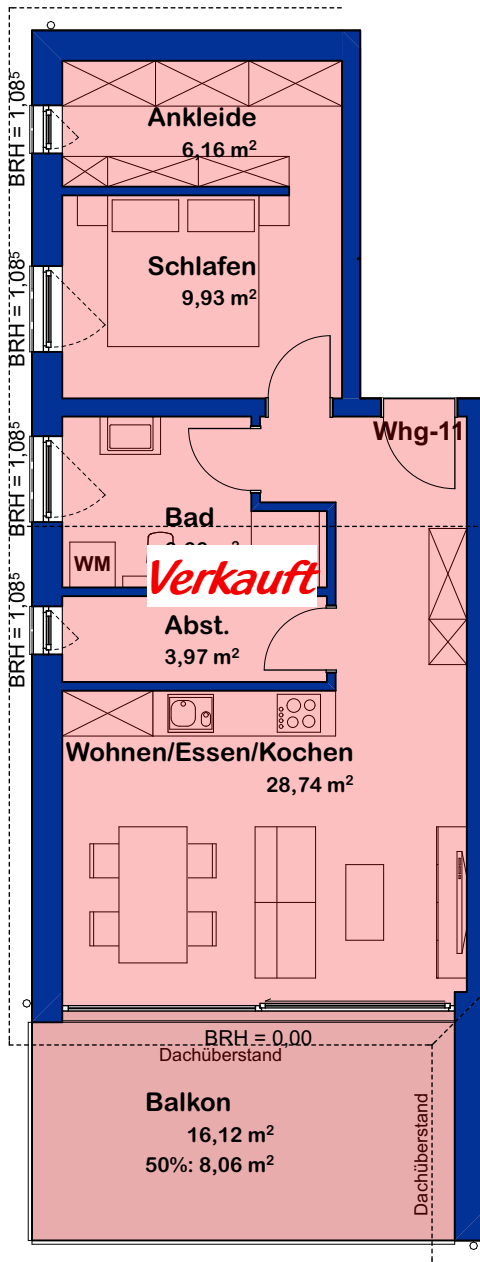 BRH = 1,08⁵
Ankleide
6,16 m²
BRH = 1,08⁵
Schlafen
9,93 m²
Whg-11
BRH = 1,08⁵
Bad
WM
Verkauft
BRH = 1,08⁵
Abst.
3,97 m²
Wohnen/Essen/Kochen
28,74 m²
BRH = 0,00
Dachüberstand
Balkon
16,12 m²
50%: 8,06 m²
Dachüberstand